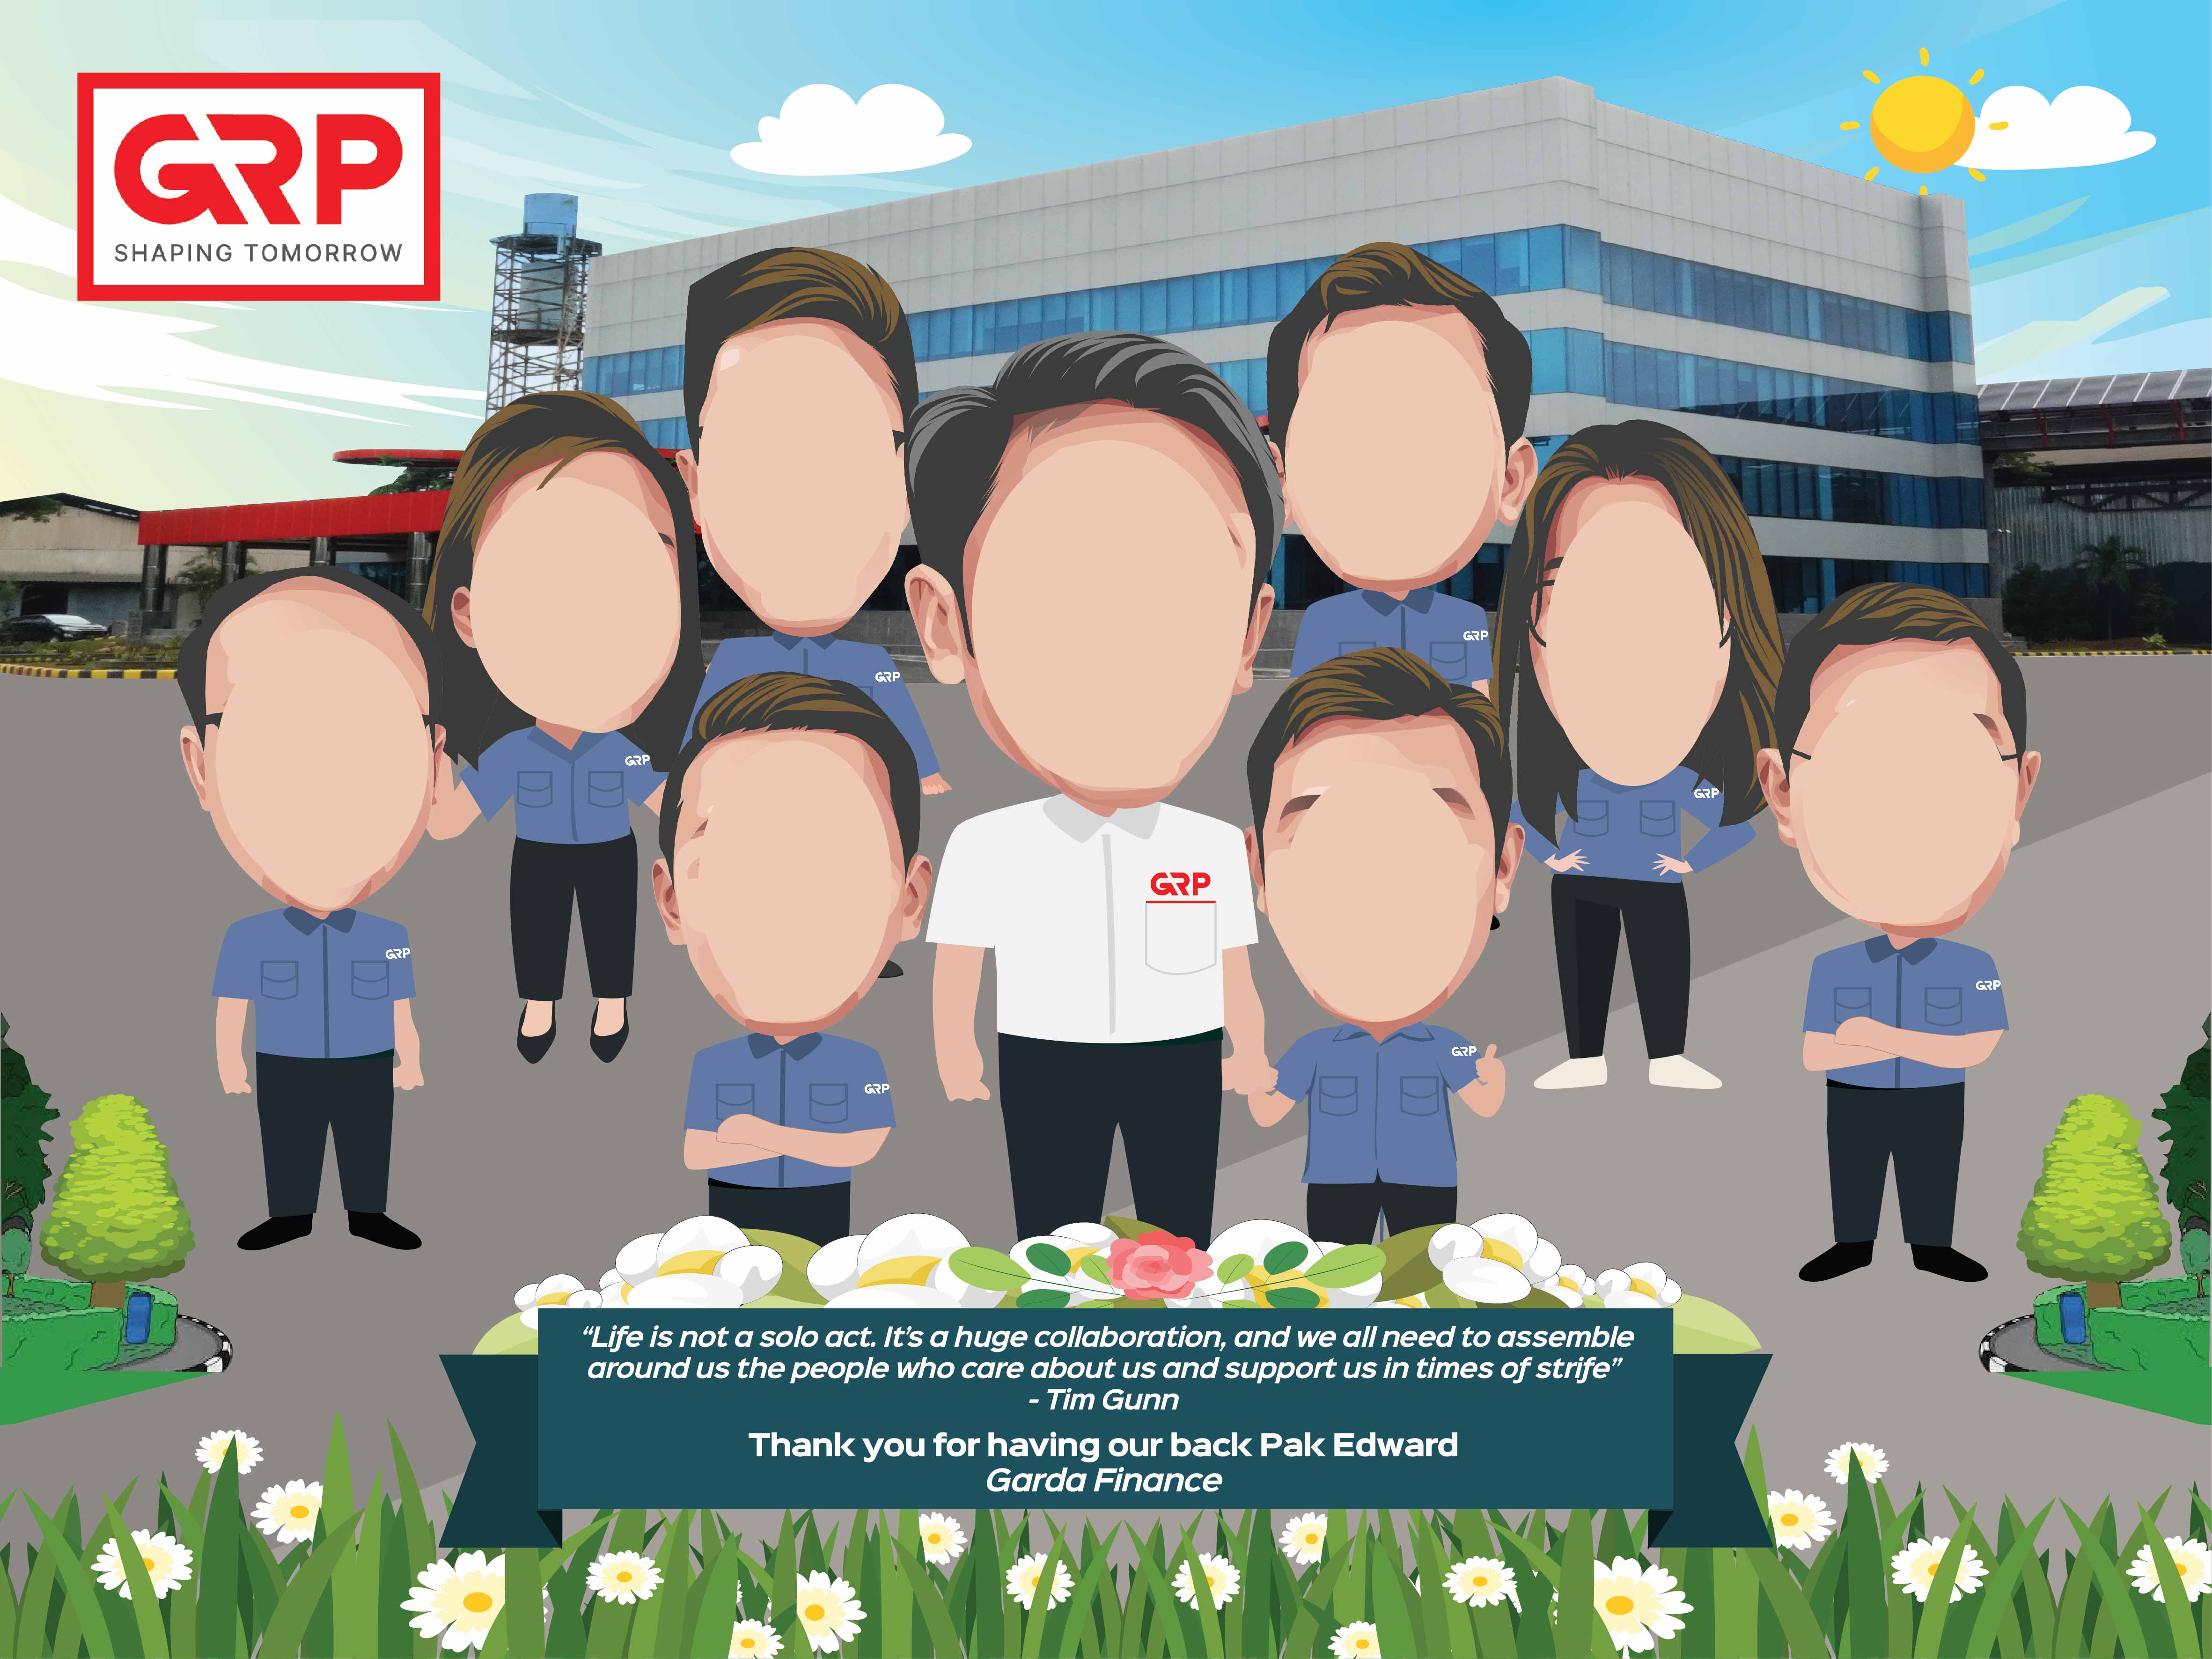 GRP
SHAPING TOMORROW
GRP
GRP
GRP
GRP
GRP
GRP
GRP
GRP
GRP
“Life is not a solo act. It’s a huge collaboration, and we all need to assemble
around us the people who care about us and support us in times of strife”
- Tim Gunn
Thank you for having our back Pak Edward
Garda Finance